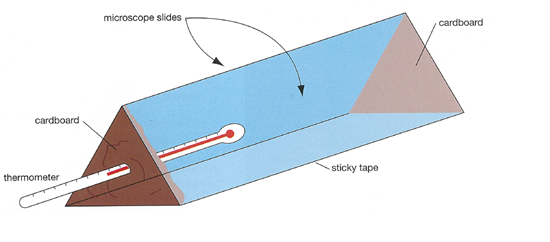 microscope slides
cardboard
cardboard
thermometer
sticky tape